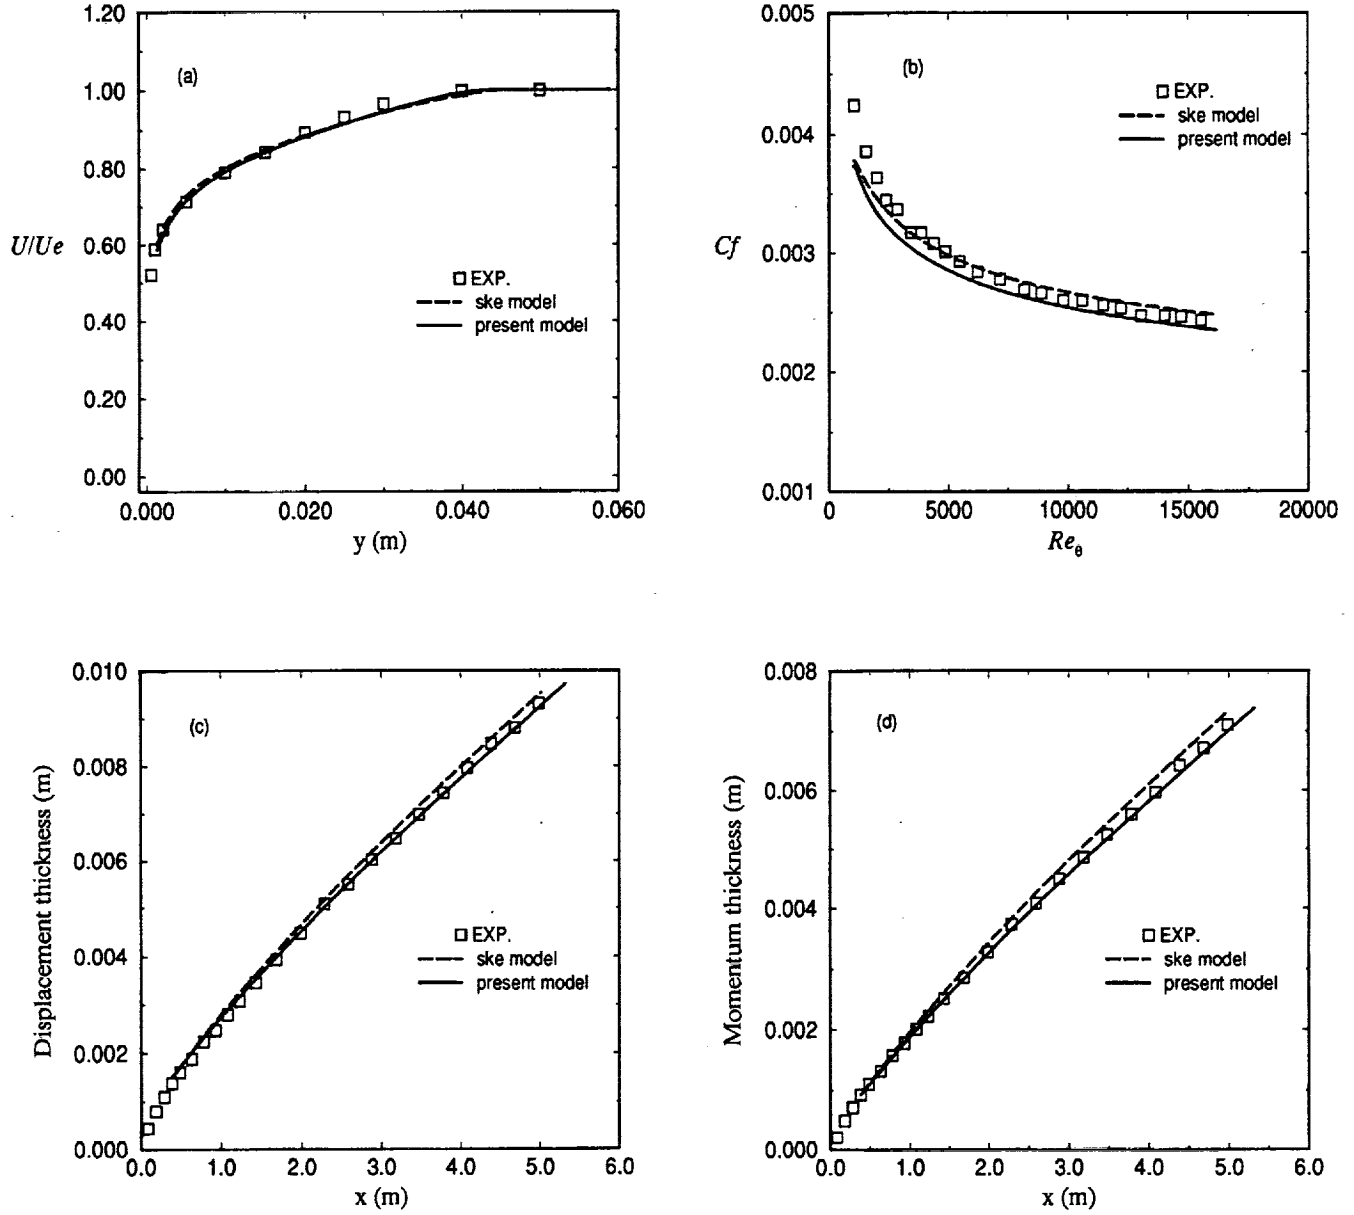 1.20
1.00
0.80
0.60
0.40
0.20
0.00
U/Ue
(a)
EXP.
ske model
present model
0.000
0.020
0.040
0.060
y (m)
0.005
0.004
0.003
0.002
0.001
Cf
(b)
EXP.
ske model
present model
0
5000
10000
15000
20000
Reθ
0.010
0.008
0.006
0.004
0.002
0.000
Displacement thickness (m)
(c)
EXP.
ske model
present model
0.0
1.0
2.0
3.0
4.0
5.0
6.0
x (m)
0.008
0.006
0.004
0.002
0.000
Momentum thickness (m)
(d)
EXP.
ske model
present model
0.0
1.0
2.0
3.0
4.0
5.0
6.0
x (m)